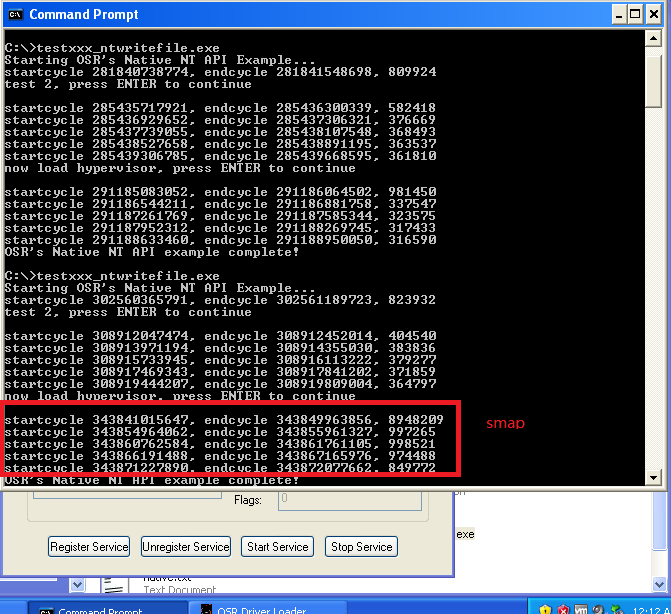 Command Prompt
C:\>testxxx_ntwritefile.exe
Starting OSR's Native NT API Example...
startcycle 281840738774, endcycle 281841548698, 809924
test 2, press ENTER to continue
startcycle 285435717921, endcycle 285436300339, 582418
startcycle 285436929652, endcycle 285437306321, 376669
startcycle 285437739055, endcycle 285438107548, 368493
startcycle 285438527658, endcycle 285438891195, 363537
startcycle 285439306785, endcycle 285439668595, 361810
now load hypervisor, press ENTER to continue
startcycle 291185083052, endcycle 291186064502, 981450
startcycle 291186544211, endcycle 291186881758, 337547
startcycle 291187261769, endcycle 291187585344, 323575
startcycle 291187952312, endcycle 291188269745, 317433
startcycle 291188633460, endcycle 291188950050, 316590
OSR's Native NT API example complete!
C:\>testxxx_ntwritefile.exe
Starting OSR's Native NT API Example...
startcycle 302560365791, endcycle 302561189723, 823932
test 2, press ENTER to continue
startcycle 308912047474, endcycle 308912452014, 404540
startcycle 308913971194, endcycle 308914355030, 383836
startcycle 308915733945, endcycle 308916113222, 379277
startcycle 308917469343, endcycle 308917841202, 371859
startcycle 308919444207, endcycle 308919809004, 364797
now load hypervisor, press ENTER to continue
startcycle 343841015647, endcycle 343849963856, 8948209
startcycle 343854964062, endcycle 343855961327, 997265
startcycle 343860762584, endcycle 343861761105, 998521
startcycle 343866191488, endcycle 343867165976, 974488
startcycle 343871227890, endcycle 343872077662, 849772
smap
OSR's Native NT API example complete!
Flags: 0
exe
Register Service Unregister Service Start Service Stop Service
native.txt
Text Document
Command Prompt OSR Driver Loader 12:12 A